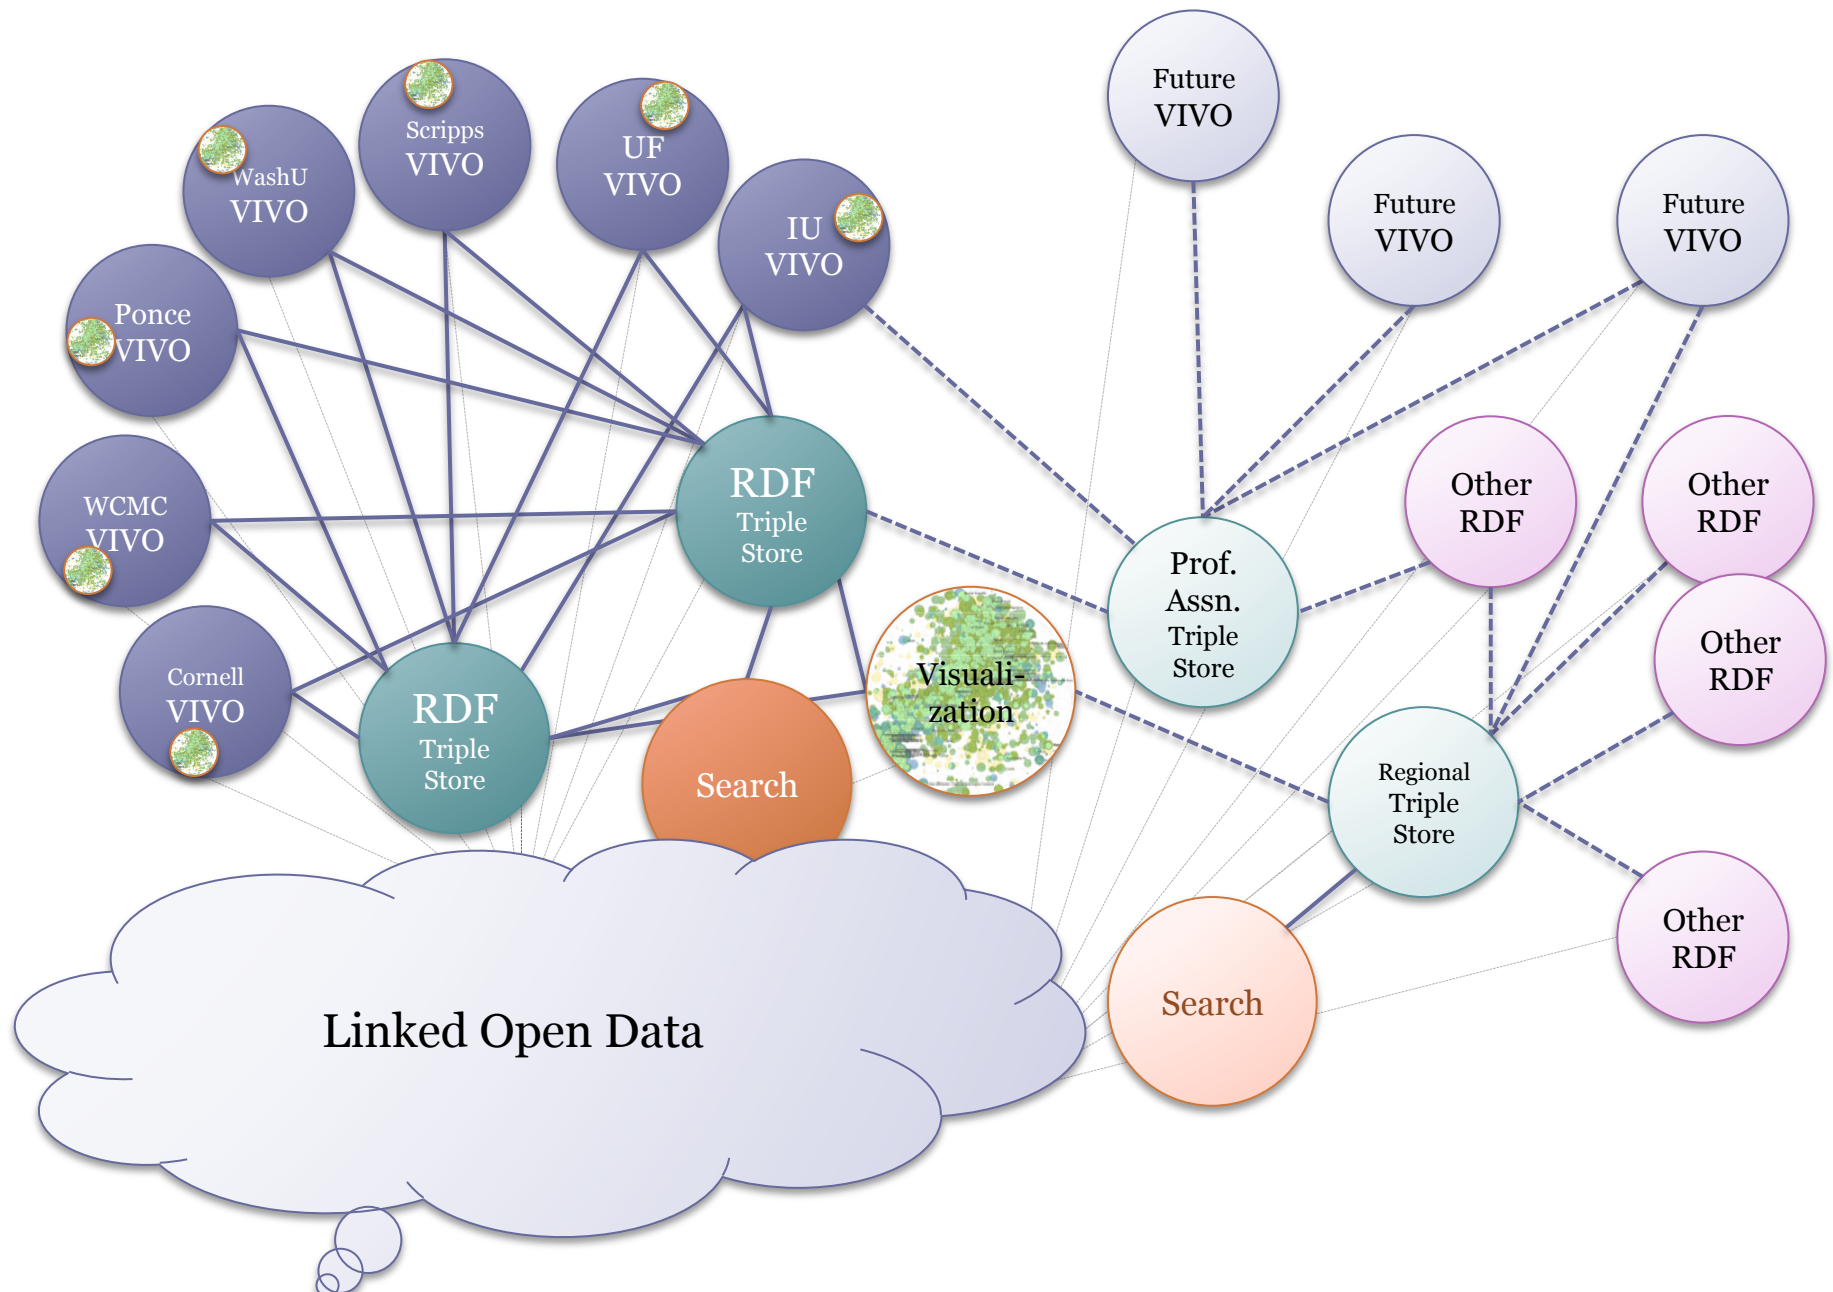 Future
VIVO
Scripps
VIVO
UF
VIVO
WashU
VIVO
IU
VIVO
Future
VIVO
Future
VIVO
Ponce
VIVO
WCMC
VIVO
RDF
Triple
Store
Other
RDF
Other
RDF
Prof.
Assn.
Triple
Store
Other
RDF
Cornell
VIVO
RDF
Triple
Store
Visuali-
zation
Search
Regional
Triple
Store
Other
RDF
Search
Linked Open Data